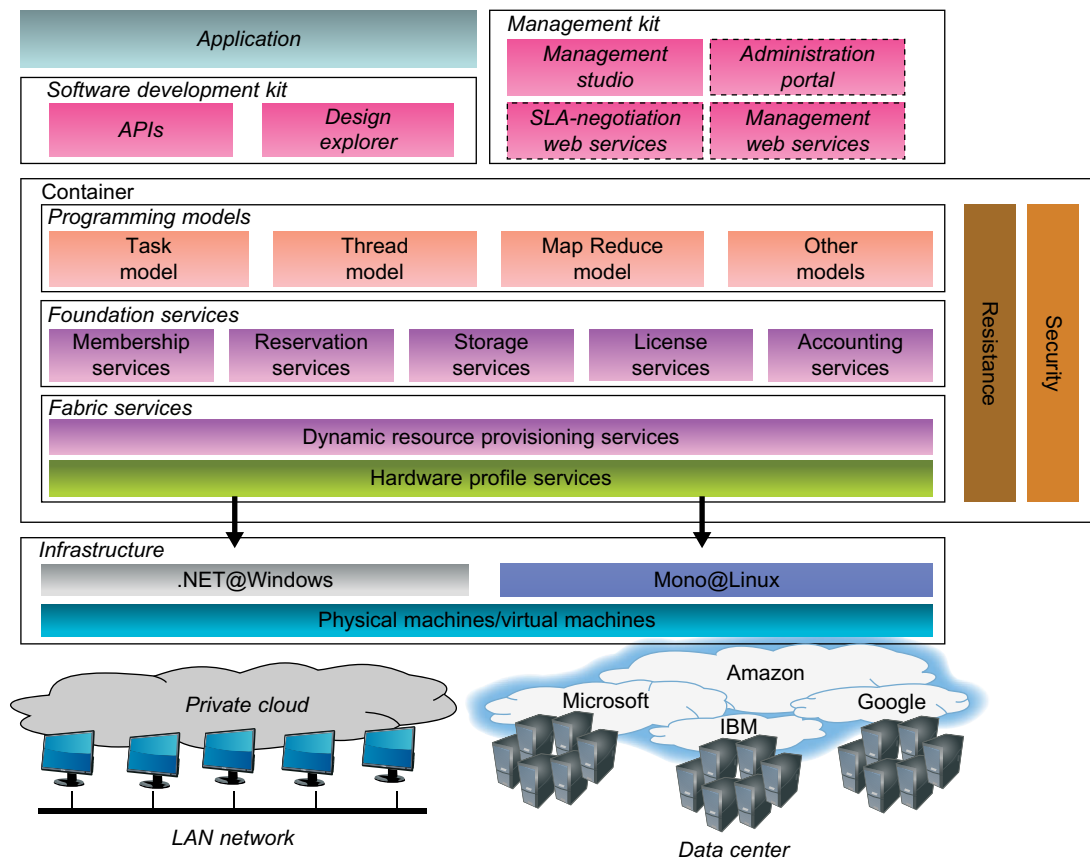 Application
Software development kit
APIs
Design
explorer
Management kit
Management
studio
Administration
portal
SLA-negotiation
web services
Management
web services
Container
Programming models
Task
model
Thread
model
Map Reduce
model
Other
models
Foundation services
Membership
services
Reservation
services
Storage
services
License
services
Accounting
services
Fabric services
Dynamic resource provisioning services
Hardware profile services
Resistance
Security
Infrastructure
.NET@Windows
Mono@Linux
Physical machines/virtual machines
Private cloud
LAN network
Amazon
Microsoft
Google
IBM
Data center